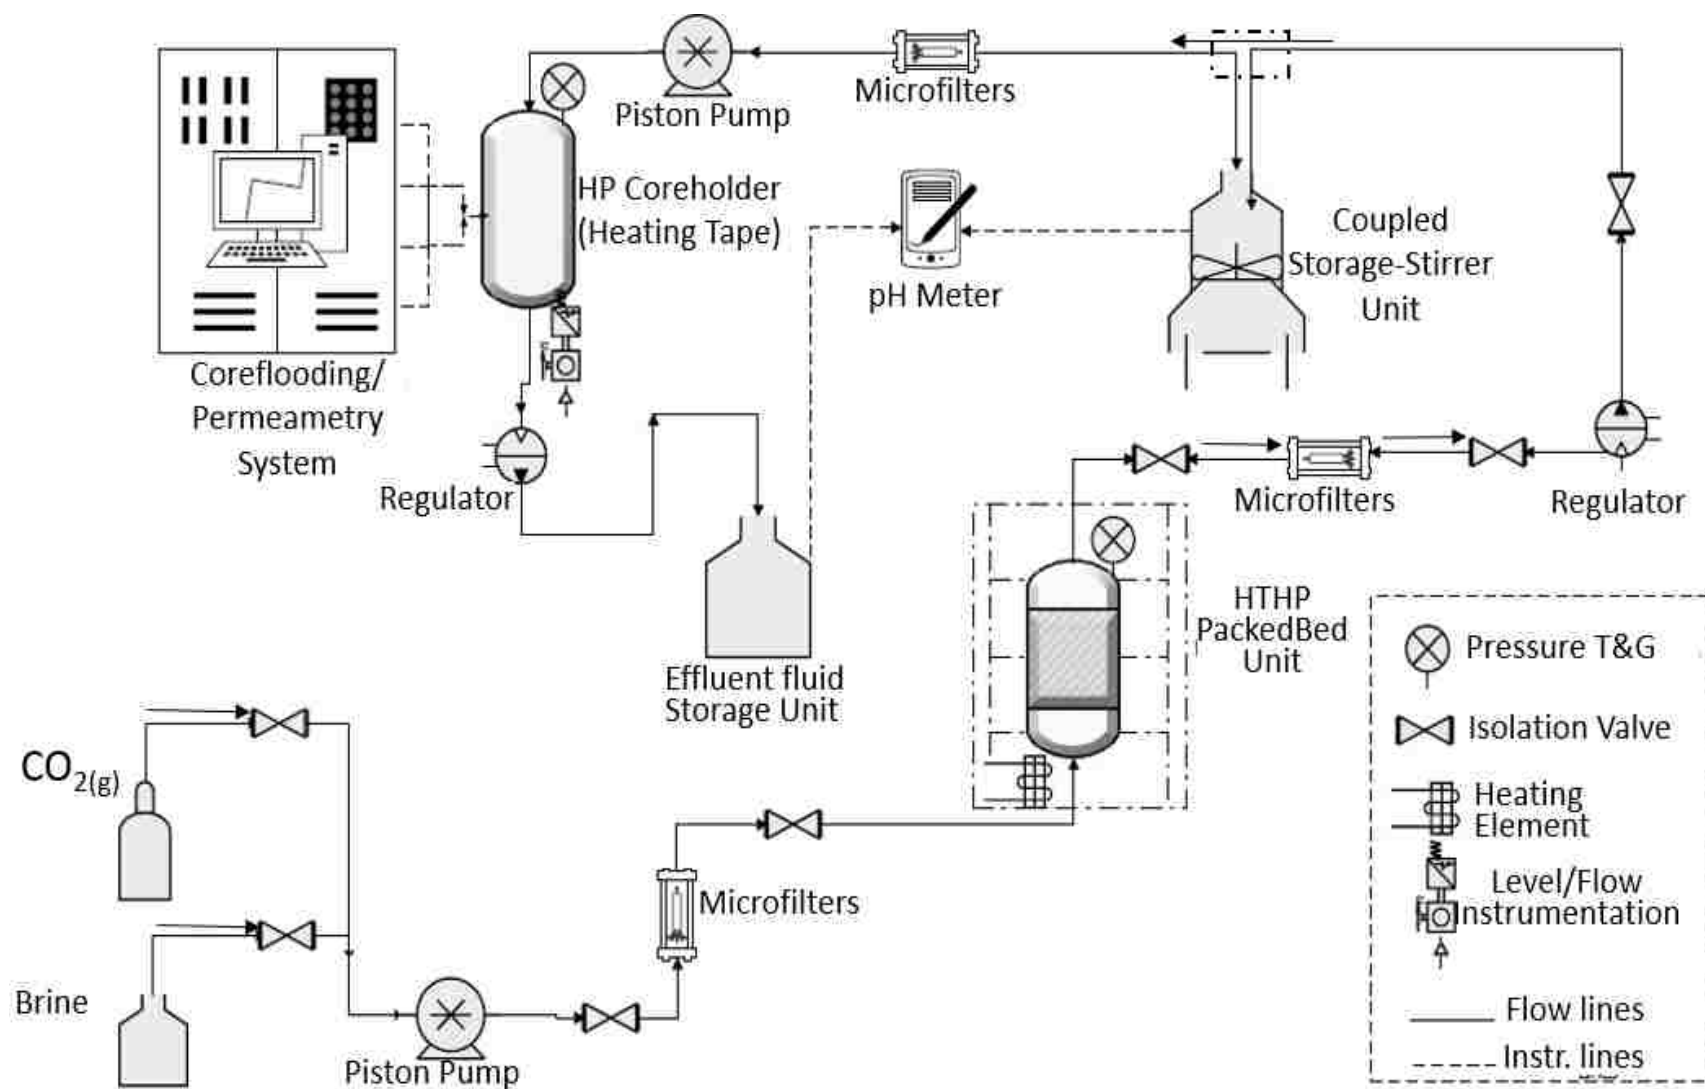 Piston Pump
Microfilters
HP Coreholder
(Heating Tape)
pH Meter
Coupled
Storage-Stirrer
Unit
Coreflooding/
Permeametry
System
Regulator
Microfilters
Regulator
HTHP
PackedBed
Unit
Effluent fluid
Storage Unit
CO2(g)
Microfilters
Brine
Piston Pump
Pressure T&G
Isolation Valve
Heating
Element
Level/Flow
Instrumentation
Flow lines
Instr. lines